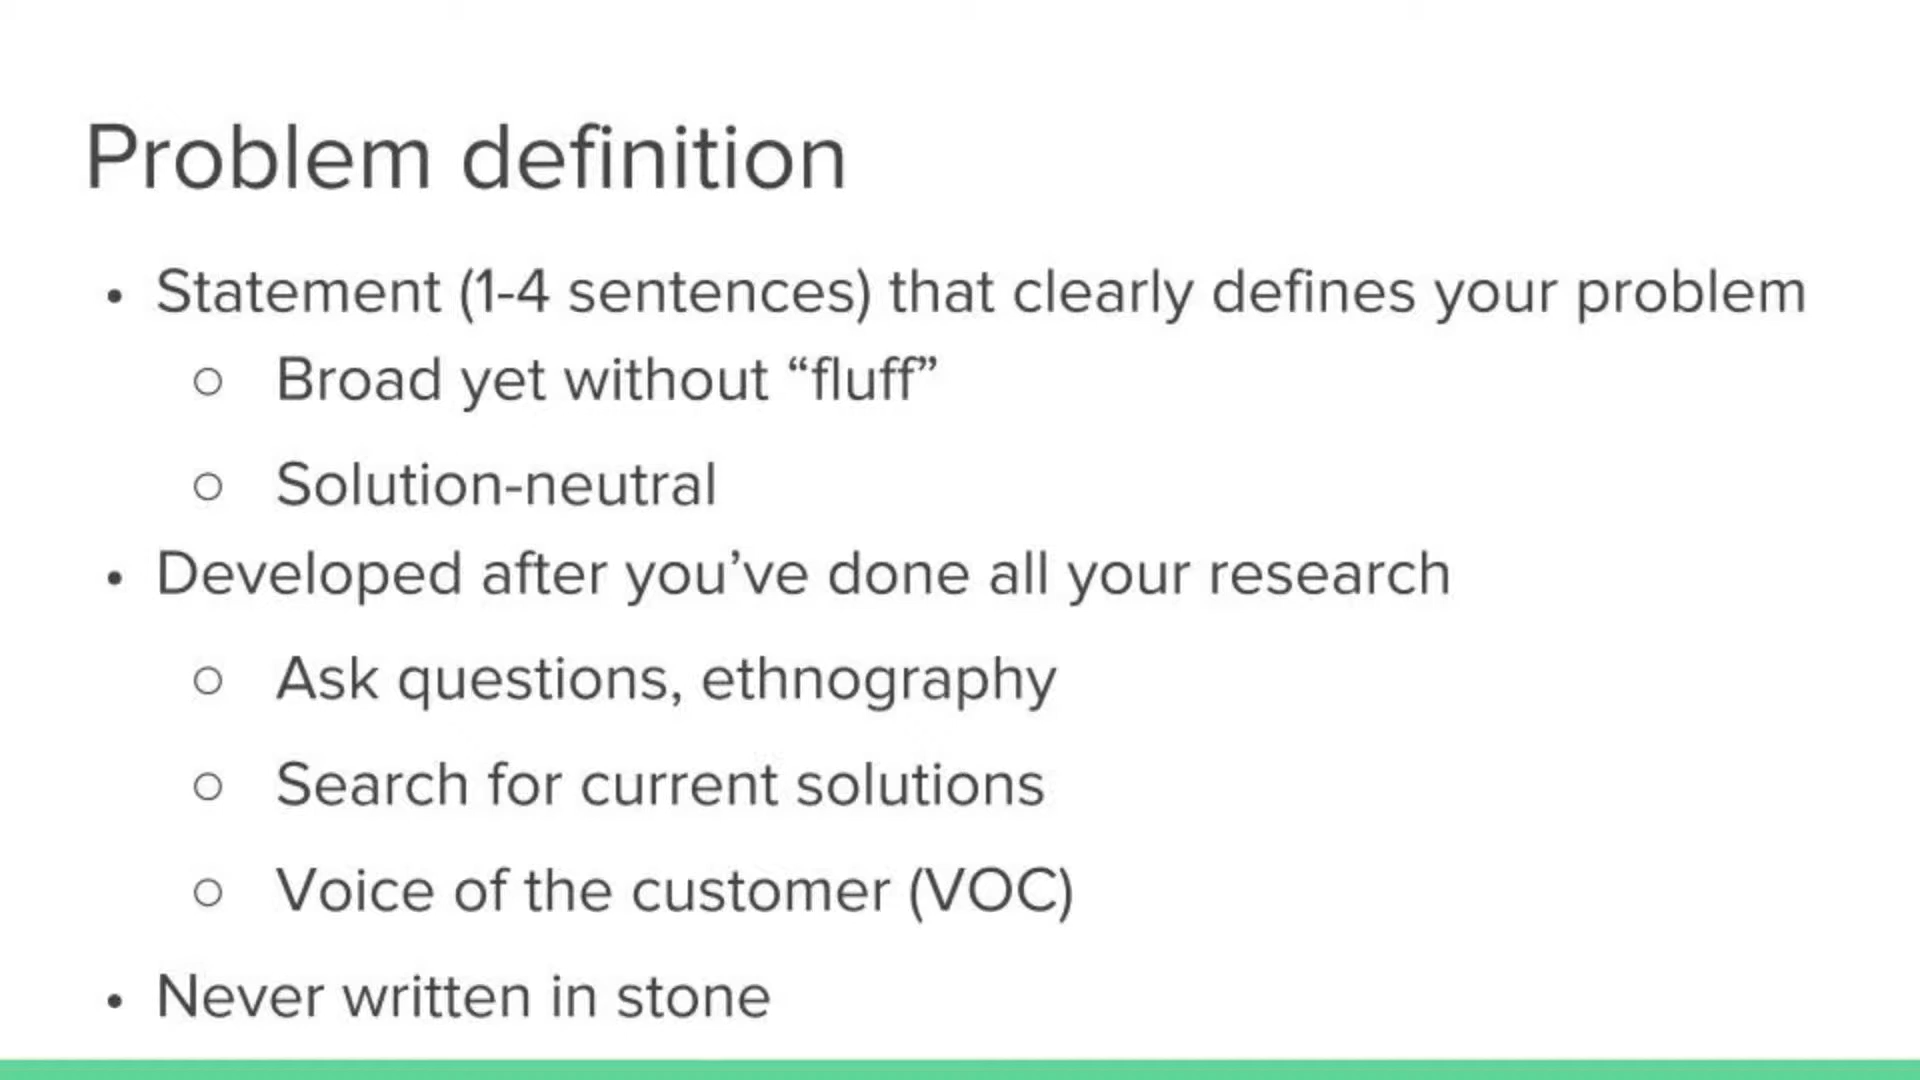 Problem definition
• Statement (1-4 sentences) that clearly defines your problem
○ Broad yet without “fluff”
○ Solution-neutral
• Developed after you’ve done all your research
○ Ask questions, ethnography
○ Search for current solutions
○ Voice of the customer (VOC)
• Never written in stone